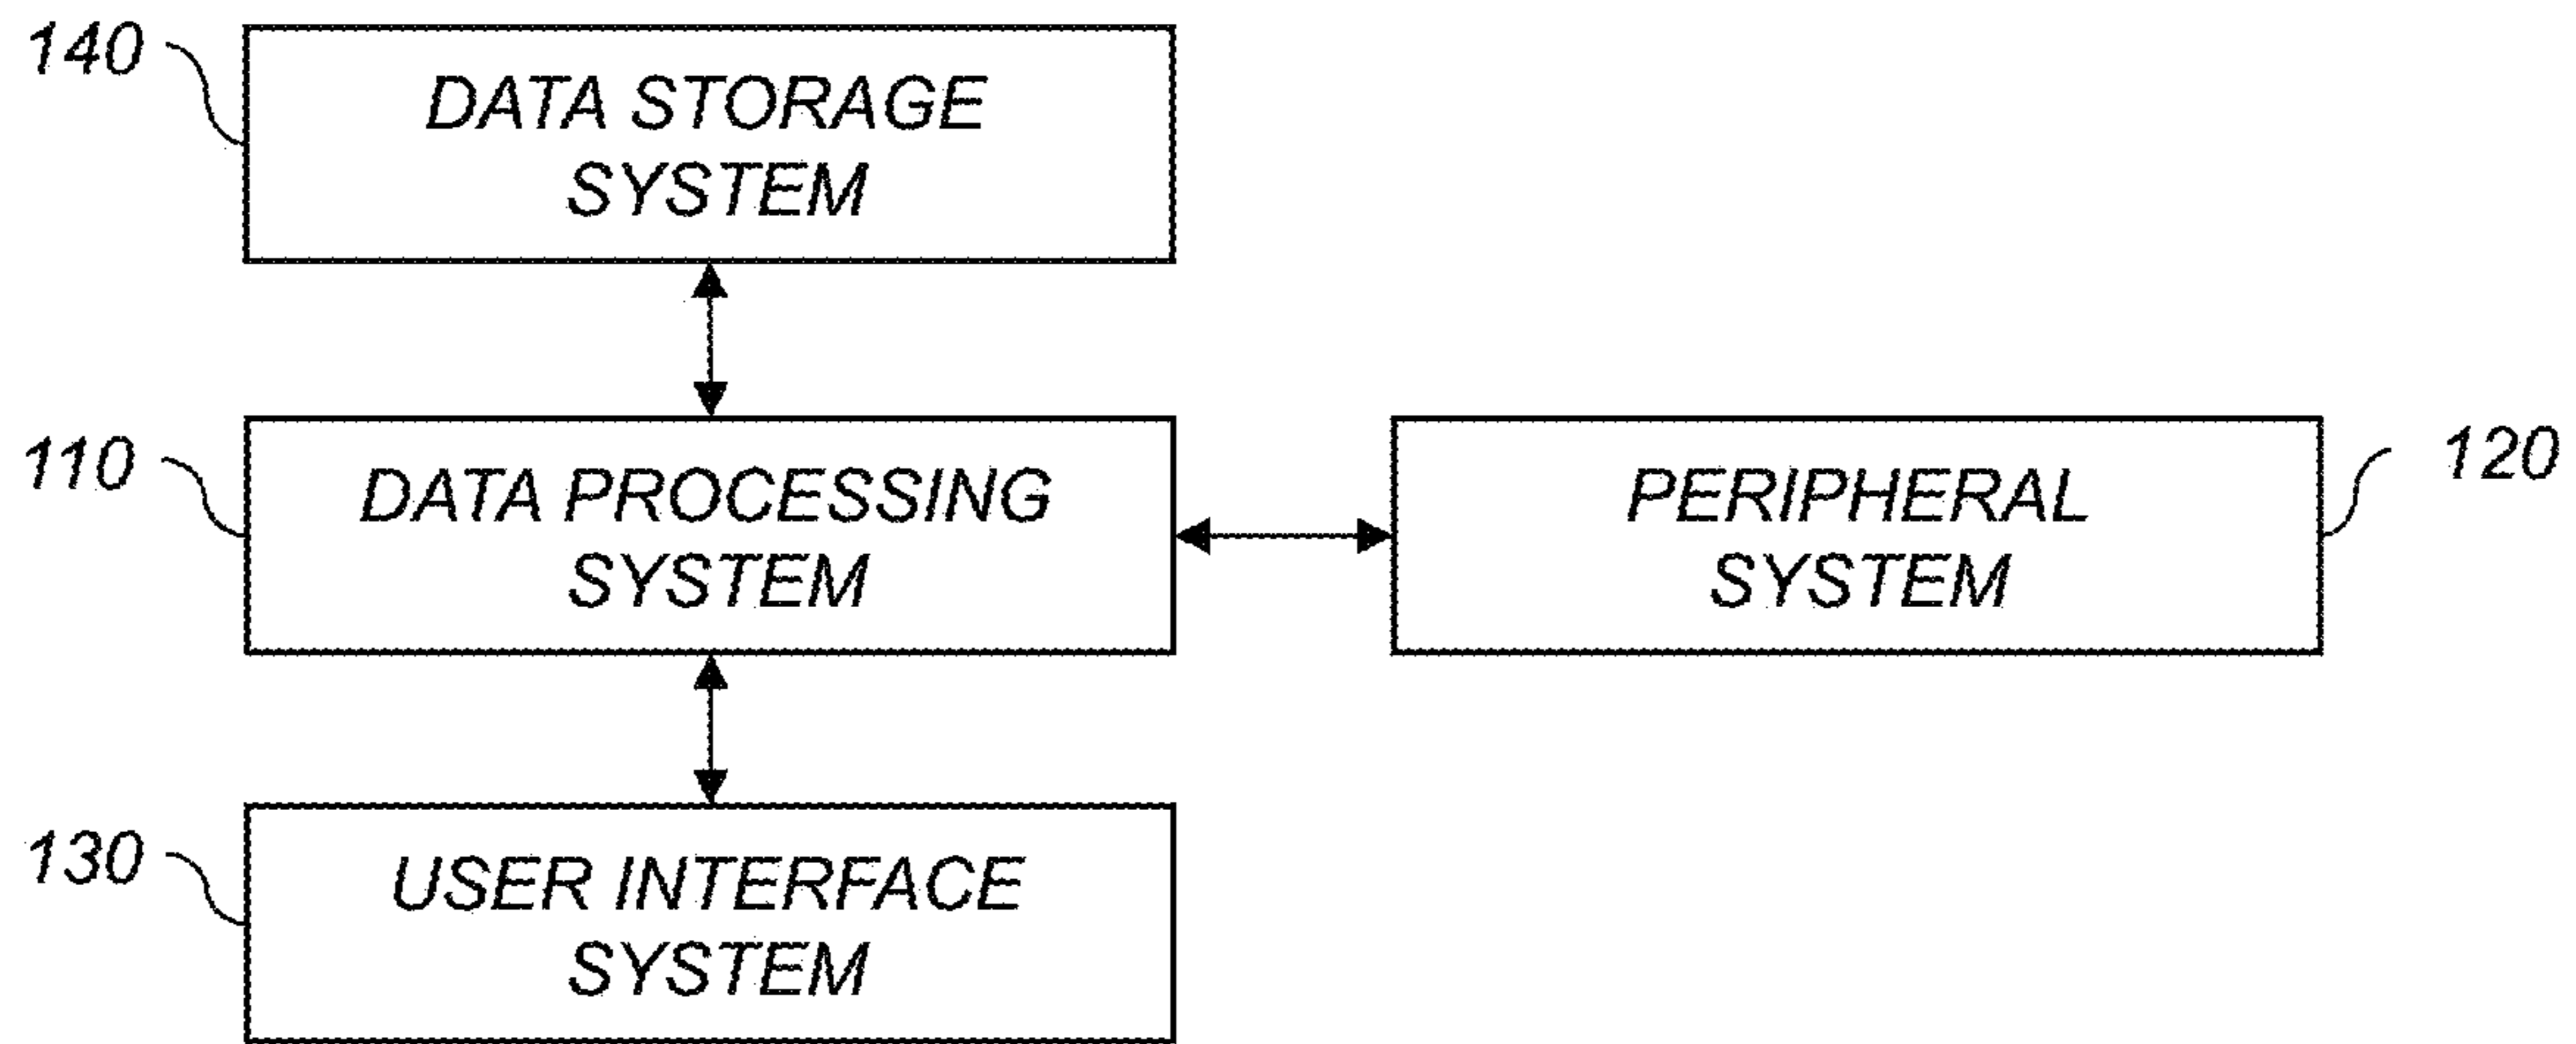 140
DATA STORAGE
SYSTEM
110
DATA PROCESSING
SYSTEM
PERIPHERAL
SYSTEM
120
130
USER INTERFACE
SYSTEM